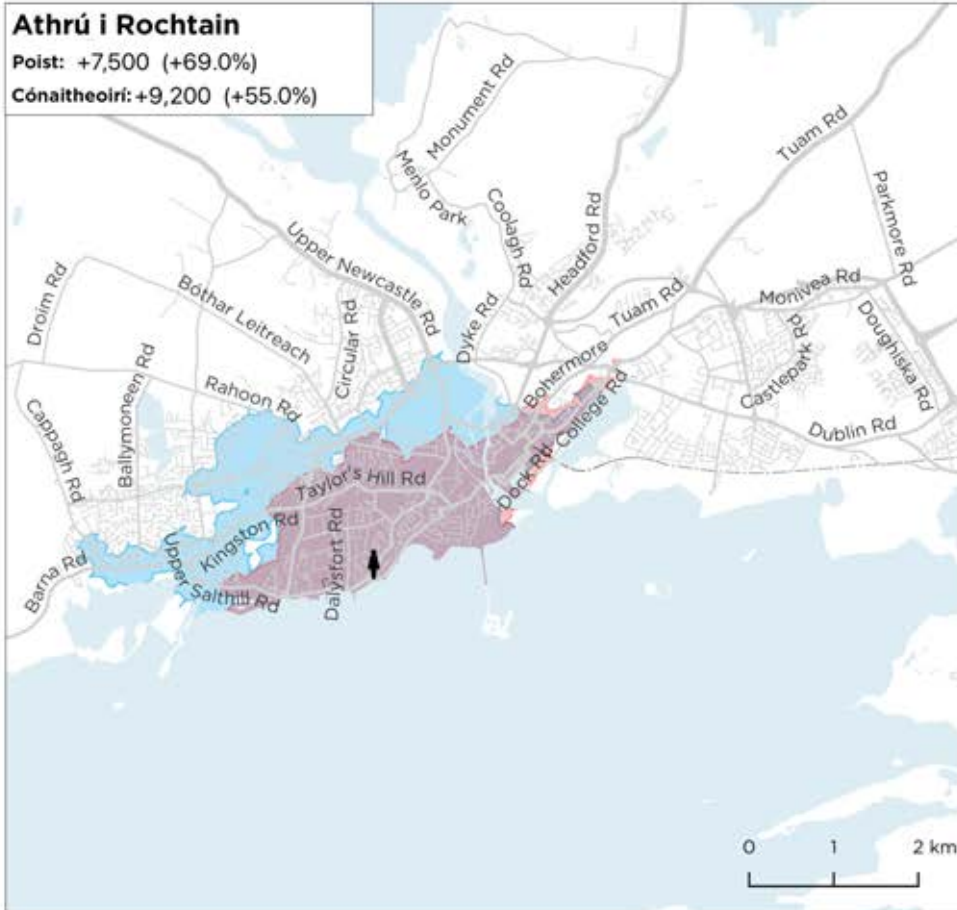 Athrú i Rochtain
Poist: +7,500 (+69.0%)
Cónaitheoirí: +9,200 (+55.0%)
Monument Rd
Menlo Park
Coolagh Rd
Headford Rd
Tuam Rd
Parkmore Rd
Upper Newcastle Rd
Droim Rd
Bóthar Leitreach
Circular Rd
Dyke Rd
Tuam Rd
Monivea Rd
Doughiska Rd
Castlepark Rd
Bohermore
Rahoon Rd
Ballymoneen Rd
Cappagh Rd
College Rd
Dublin Rd
Taylor's Hill Rd
Dock Rd
Kingston Rd
Dalysfort Rd
Barna Rd
Upper Salthill Rd
0 1 2 km